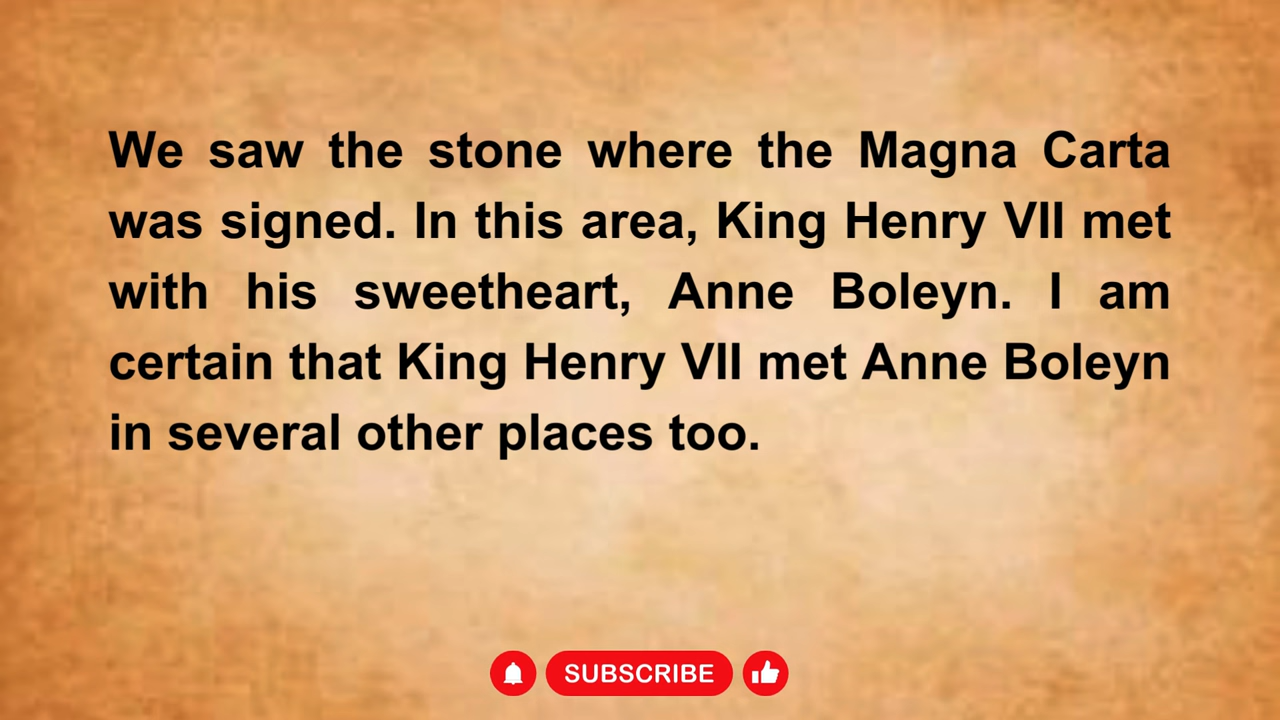 We saw the stone where the Magna Carta
was signed. In this area, King Henry VII met
with his sweetheart, Anne Boleyn. I am
certain that King Henry VII met Anne Boleyn
in several other places too.
SUBSCRIBE